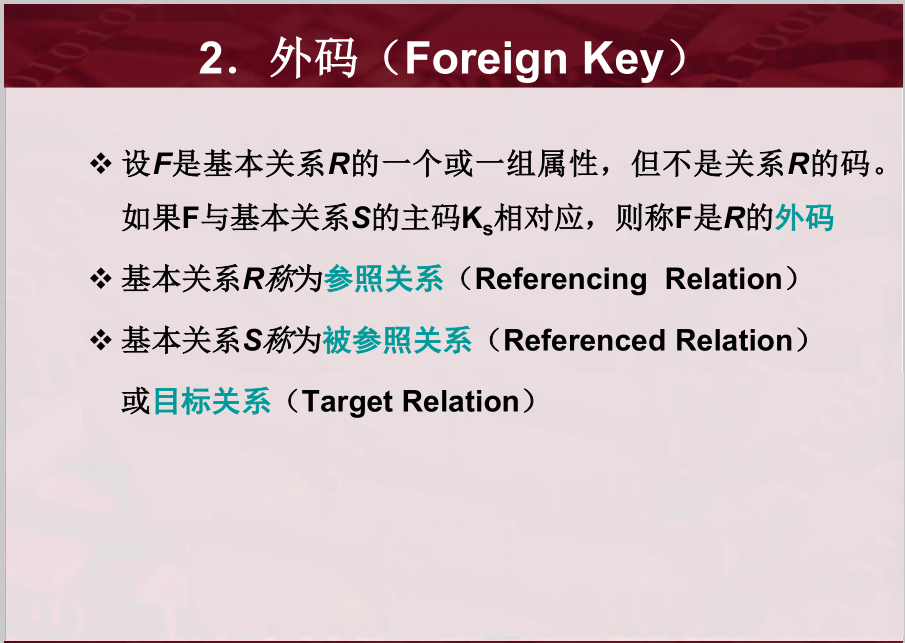 2．外码（Foreign Key）
❖ 设F是基本关系R的一个或一组属性，但不是关系R的码。
如果F与基本关系S的主码Ks相对应，则称F是R的外码
❖ 基本关系R称为参照关系（Referencing Relation）
❖ 基本关系S称为被参照关系（Referenced Relation）
或目标关系（Target Relation）